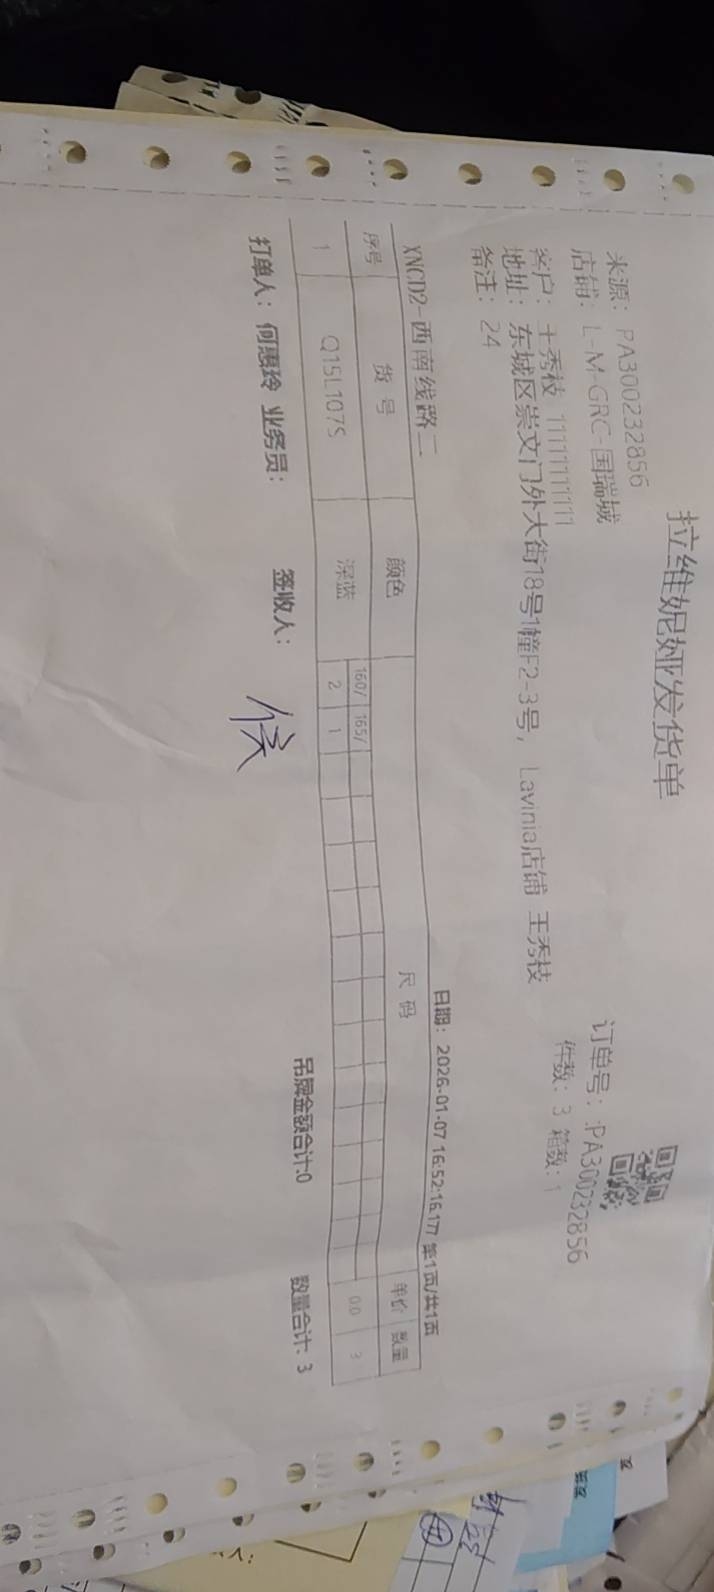 拉维妮娅发货单
来源：PA300232856
订单号：:PA300232856
店铺：L-M-GRC-国瑞城
件数：3 箱数：1
客户：王秀枝 11111111111
地址：东城区崇文门外大街18号1幢F2-3号，Lavinia店铺 王秀枝
备注：24
日期：2026-01-07 16:52:16.177 第1页/共1页
XNCD2-西南线路二
序号 货号 颜色 尺码 单价 数量
160/ 165/
1 Q15L107S 深蓝 2 1 0.0 3
打单人：何惠玲 业务员： 签收人： 吊牌金额合计:0 数量合计：3